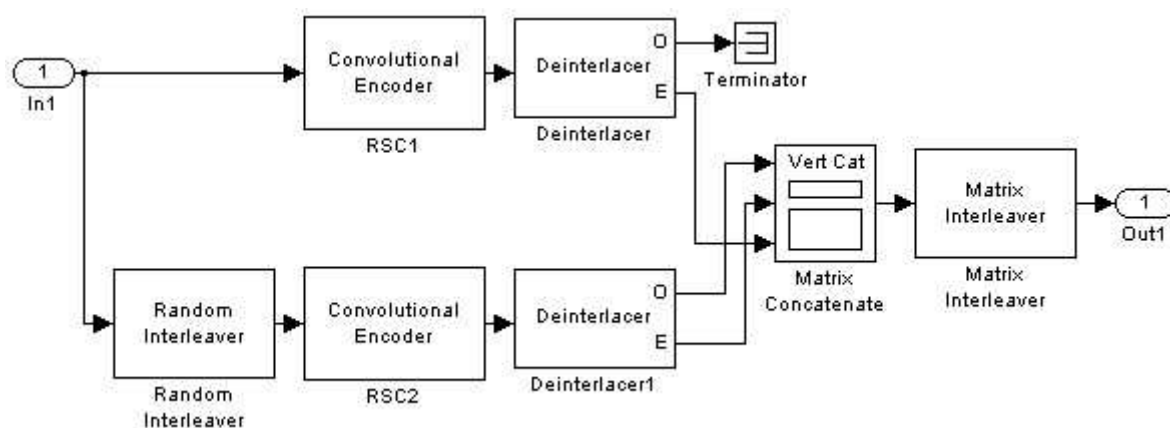 1
In1
Convolutional
Encoder
RSC1
Deinterlacer
O
E
Deinterlacer
Terminator
Random
Interleaver
Random
Interleaver
Convolutional
Encoder
RSC2
Deinterlacer
O
E
Deinterlacer1
Vert Cat
Matrix
Concatenate
Matrix
Interleaver
Matrix
Interleaver
1
Out1